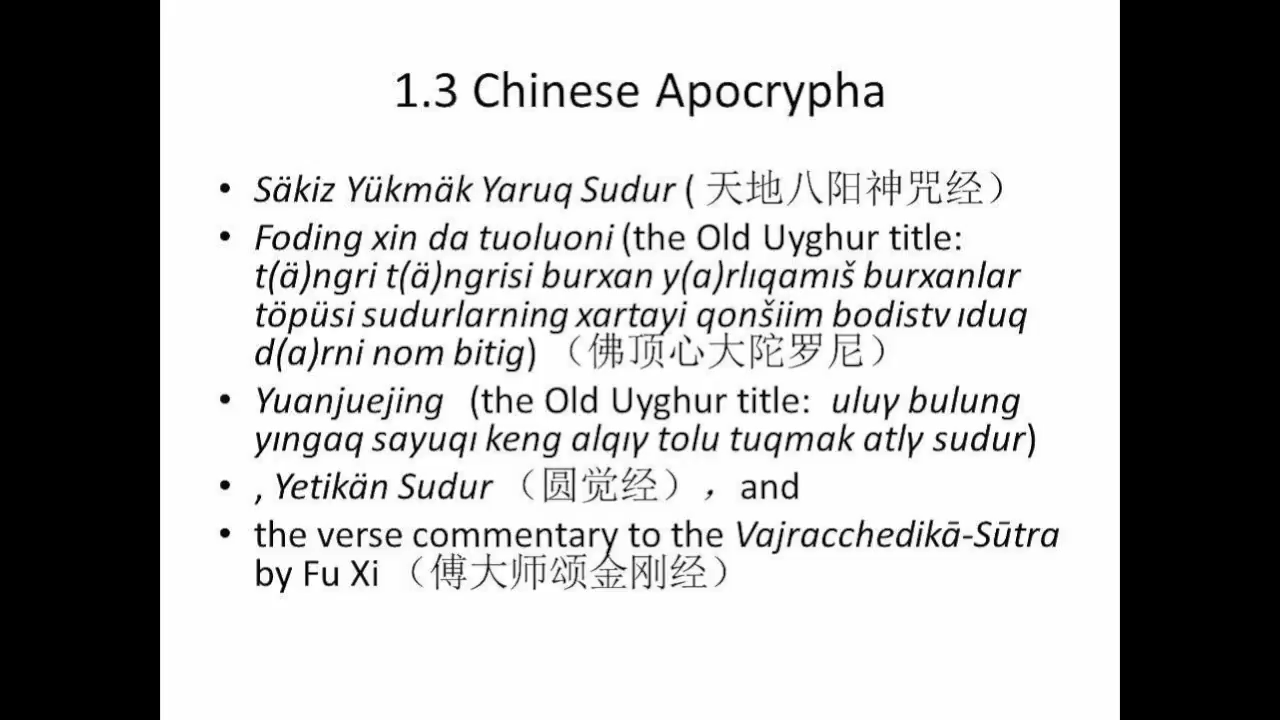 1.3 Chinese Apocrypha
• Säkiz Yükmäk Yaruq Sudur ( 天地八阳神咒经）
• Foding xin da tuoluoni (the Old Uyghur title:
t(ä)ngri t(ä)ngrisi burxan y(a)rlıqamıš burxanlar
töpüsi sudurlarning xartayi qonšiim bodistv ıduq
d(a)rni nom bitig) （佛顶心大陀罗尼）
• Yuanjuejing (the Old Uyghur title: uluγ bulung
yıngaq sayuqı keng alqıγ tolu tuqmak atlγ sudur)
• , Yetikän Sudur （圆觉经），and
• the verse commentary to the Vajracchedikā-Sūtra
by Fu Xi （傅大师颂金刚经）